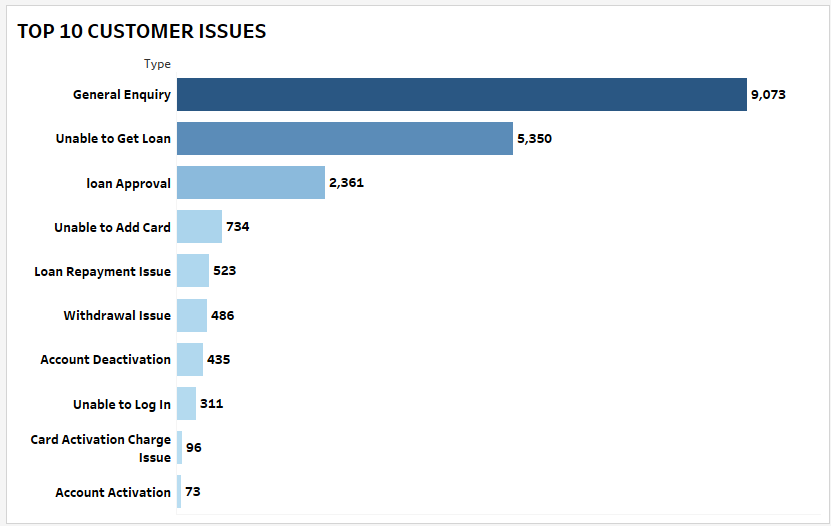 TOP 10 CUSTOMER ISSUES
Type
General Enquiry 9,073
Unable to Get Loan 5,350
loan Approval 2,361
Unable to Add Card 734
Loan Repayment Issue 523
Withdrawal Issue 486
Account Deactivation 435
Unable to Log In 311
Card Activation Charge
Issue 96
Account Activation 73